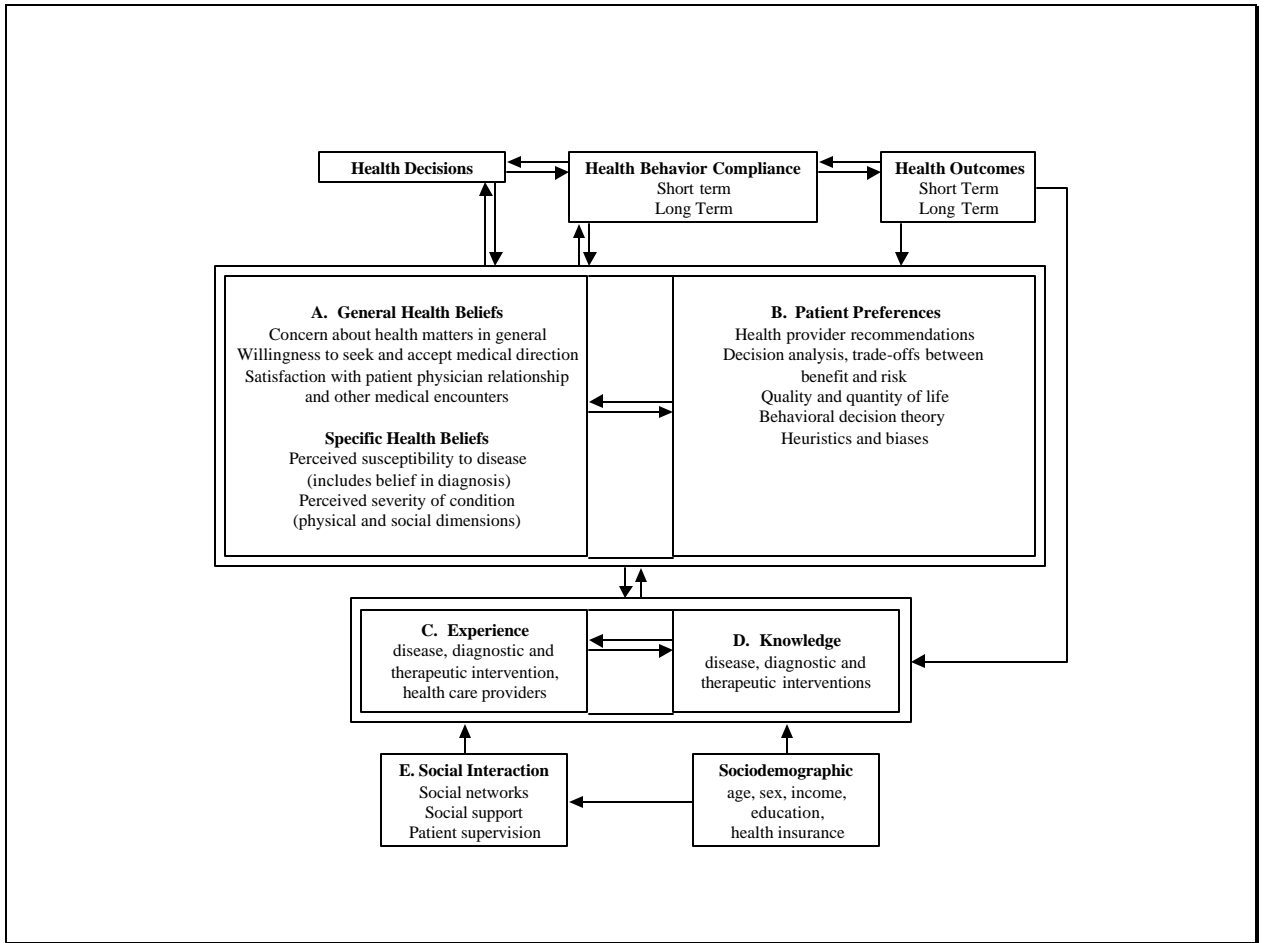 Health Decisions
Health Behavior Compliance
Short term
Long Term
Health Outcomes
Short Term
Long Term
A. General Health Beliefs
Concern about health matters in general
Willingness to seek and accept medical direction
Satisfaction with patient physician relationship
and other medical encounters
Specific Health Beliefs
Perceived susceptibility to disease
(includes belief in diagnosis)
Perceived severity of condition
(physical and social dimensions)
B. Patient Preferences
Health provider recommendations
Decision analysis, trade-offs between
benefit and risk
Quality and quantity of life
Behavioral decision theory
Heuristics and biases
C. Experience
disease, diagnostic and
therapeutic intervention,
health care providers
D. Knowledge
disease, diagnostic and
therapeutic interventions
E. Social Interaction
Social networks
Social support
Patient supervision
Sociodemographic
age, sex, income,
education,
health insurance